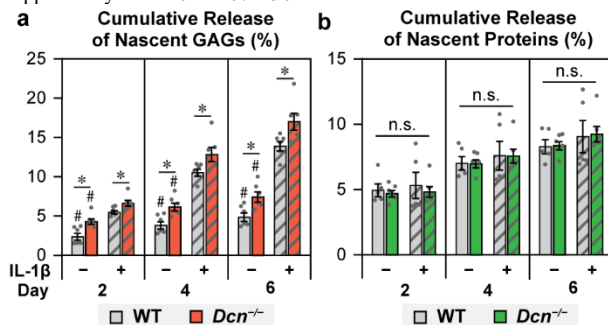 a
Cumulative Release
of Nascent GAGs (%)
25
20
15
10
5
0
* * * * * *
# # # # # #
IL-1β – + – + – +
Day 2 4 6
WT Dcn⁻/⁻
b
Cumulative Release
of Nascent Proteins (%)
15
10
5
0
n.s. n.s. n.s.
– + – + – +
2 4 6
WT Dcn⁻/⁻